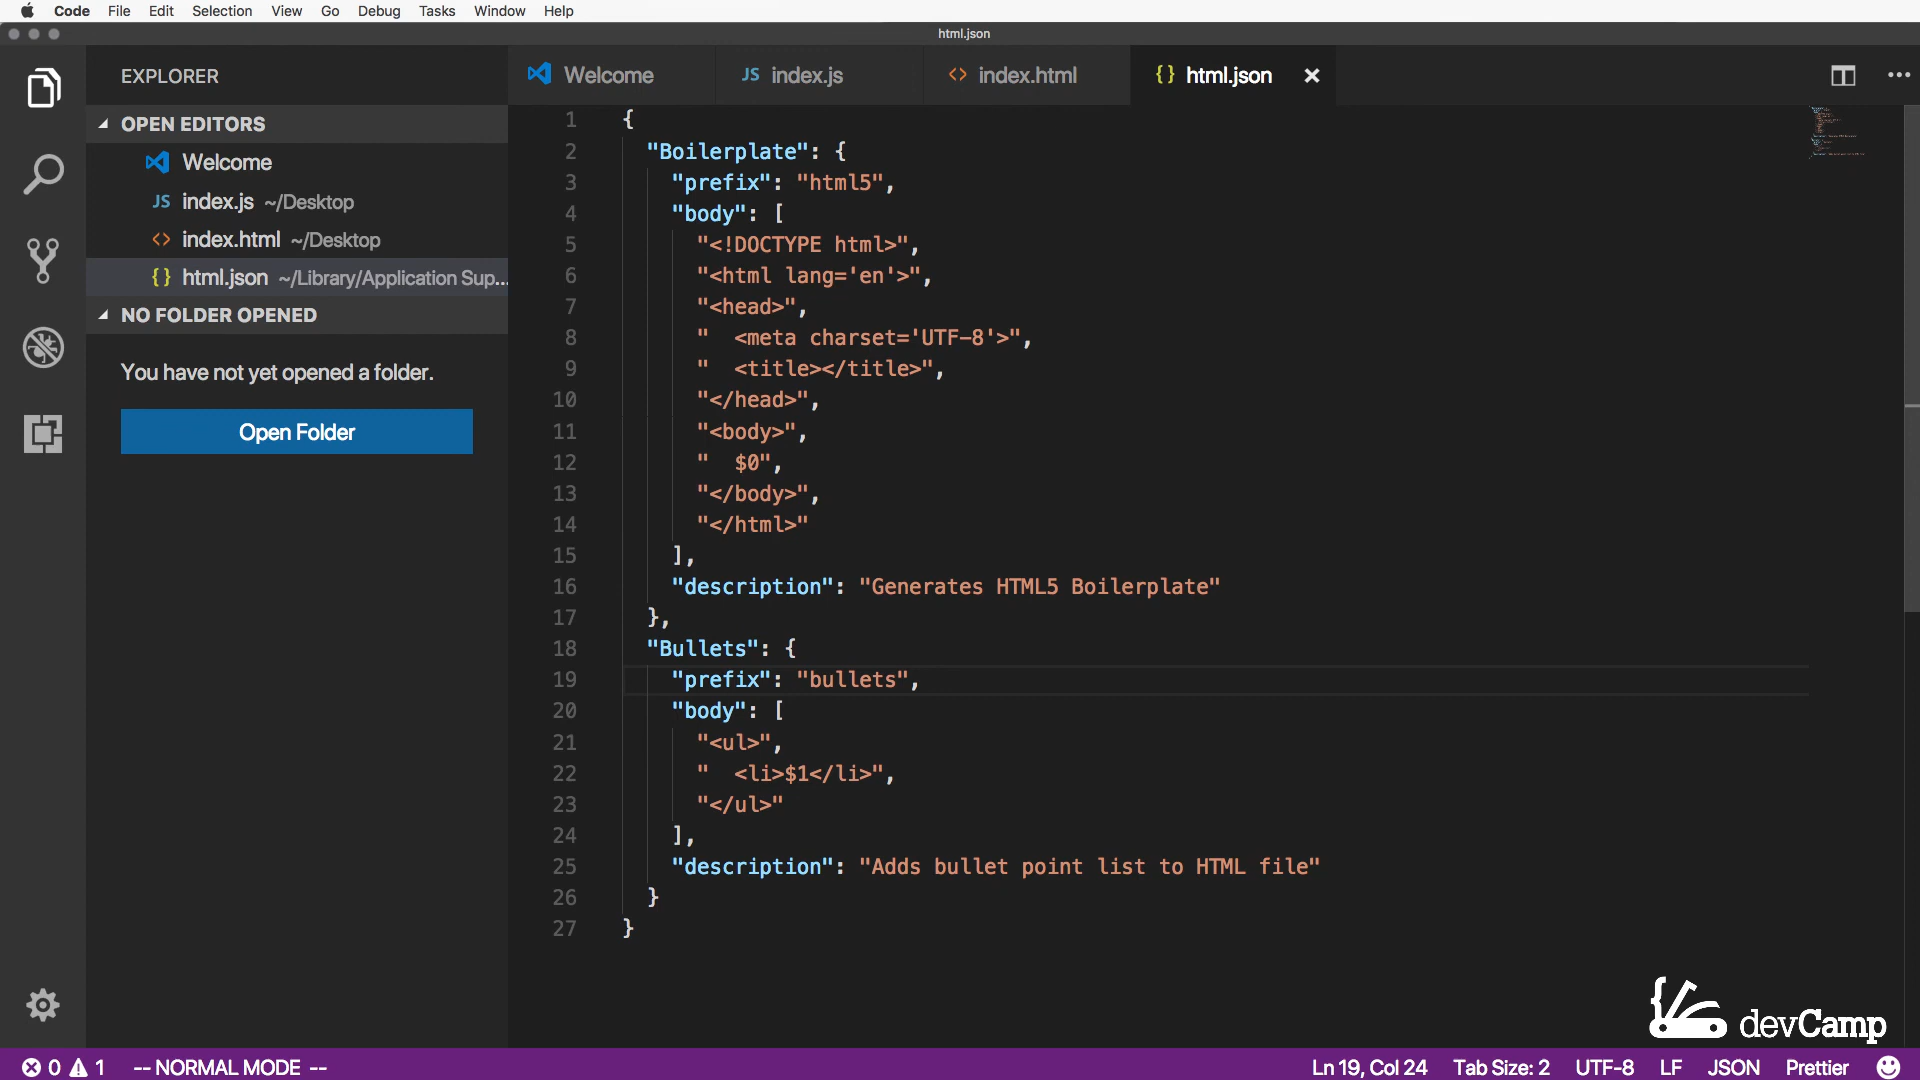 Code File Edit Selection View Go Debug Tasks Window Help
html.json
EXPLORER
OPEN EDITORS
Welcome
JS index.js ~/Desktop
<> index.html ~/Desktop
{} html.json ~/Library/Application Sup...
NO FOLDER OPENED
You have not yet opened a folder.
Open Folder
Welcome JS index.js <> index.html {} html.json ×
1 {
2   "Boilerplate": {
3     "prefix": "html5",
4     "body": [
5       "<!DOCTYPE html>",
6       "<html lang='en'>",
7       "<head>",
8       "  <meta charset='UTF-8'>",
9       "  <title></title>",
10       "</head>",
11       "<body>",
12       "  $0",
13       "</body>",
14       "</html>"
15     ],
16     "description": "Generates HTML5 Boilerplate"
17   },
18   "Bullets": {
19     "prefix": "bullets",
20     "body": [
21       "<ul>",
22       "  <li>$1</li>",
23       "</ul>"
24     ],
25     "description": "Adds bullet point list to HTML file"
26   }
27 }
devCamp
0 1 -- NORMAL MODE -- Ln 19, Col 24 Tab Size: 2 UTF-8 LF JSON Prettier